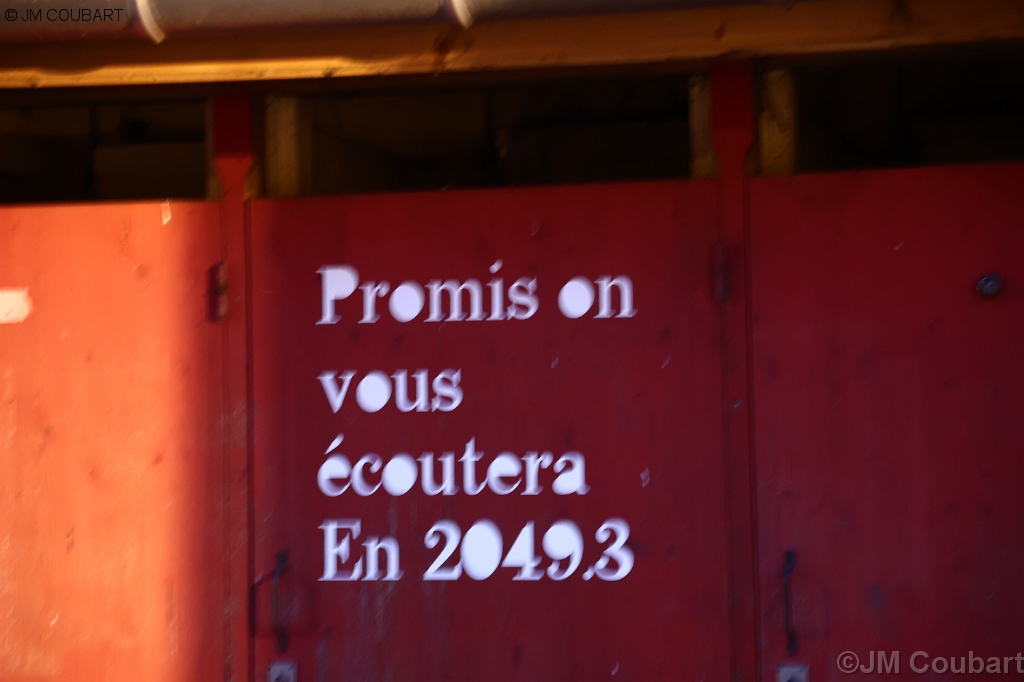 © JM COUBART
Promis on
vous
écoutera
En 2049.3
©JM Coubart